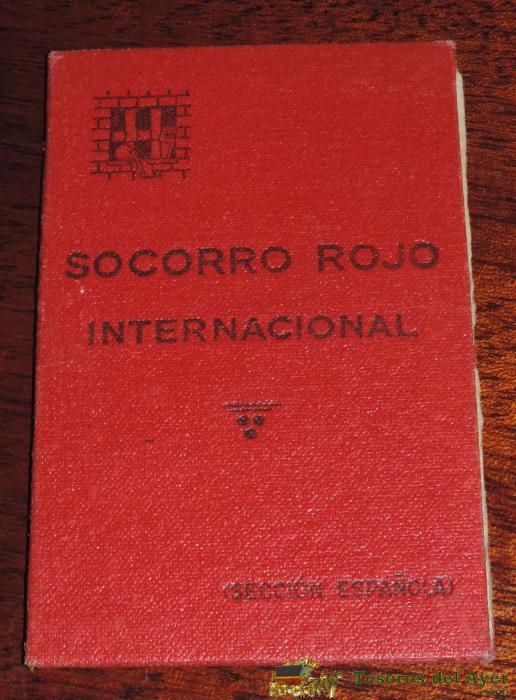 SOCORRO ROJO
INTERNACIONAL
(SECCIÓN ESPAÑOLA)
Tesoros del Ayer